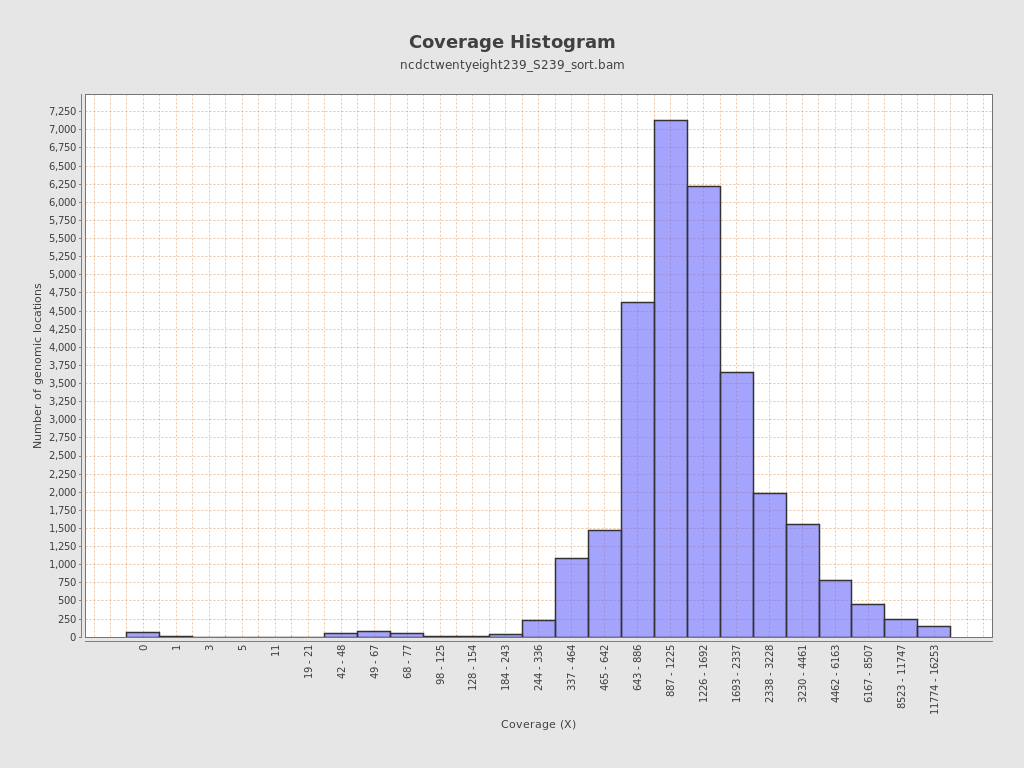 Coverage Histogram
ncdctwentyeight239_S239_sort.bam
Number of genomic locations
7,250
7,000
6,750
6,500
6,250
6,000
5,750
5,500
5,250
5,000
4,750
4,500
4,250
4,000
3,750
3,500
3,250
3,000
2,750
2,500
2,250
2,000
1,750
1,500
1,250
1,000
750
500
250
0
0
1
3
5
11
19 - 21
42 - 48
49 - 67
68 - 77
98 - 125
128 - 154
184 - 243
244 - 336
337 - 464
465 - 642
643 - 886
887 - 1225
1226 - 1692
1693 - 2337
2338 - 3228
3230 - 4461
4462 - 6163
6167 - 8507
8523 - 11747
11774 - 16253
Coverage (X)